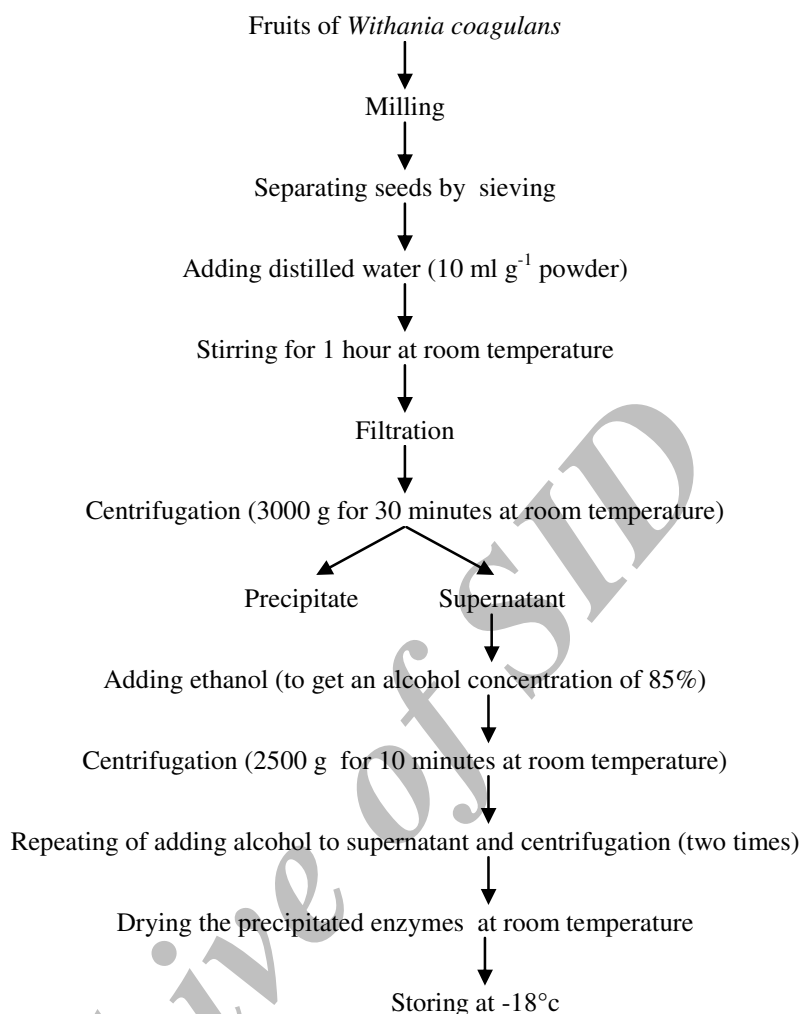 Fruits of Withania coagulans
Milling
Separating seeds by sieving
Adding distilled water (10 ml g-1 powder)
Stirring for 1 hour at room temperature
Filtration
Centrifugation (3000 g for 30 minutes at room temperature)
Precipitate Supernatant
Adding ethanol (to get an alcohol concentration of 85%)
Centrifugation (2500 g for 10 minutes at room temperature)
Repeating of adding alcohol to supernatant and centrifugation (two times)
Drying the precipitated enzymes at room temperature
Storing at -18°c
ive of SID